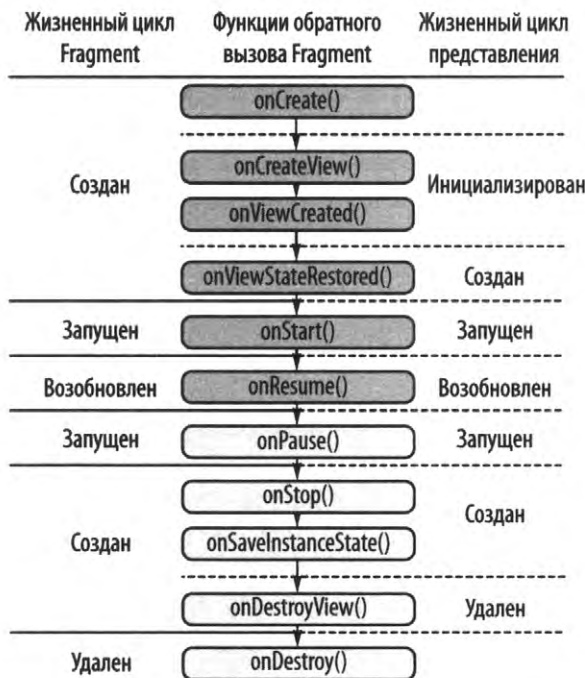 Жизненный цикл Fragment
Функции обратного вызова Fragment
Жизненный цикл представления
onCreate()
onCreateView()
Создан
Инициализирован
onViewCreated()
onViewStateRestored()
Создан
Запущен
onStart()
Запущен
Возобновлен
onResume()
Возобновлен
Запущен
onPause()
Запущен
onStop()
Создан
Создан
onSaveInstanceState()
onDestroyView()
Удален
Удален
onDestroy()